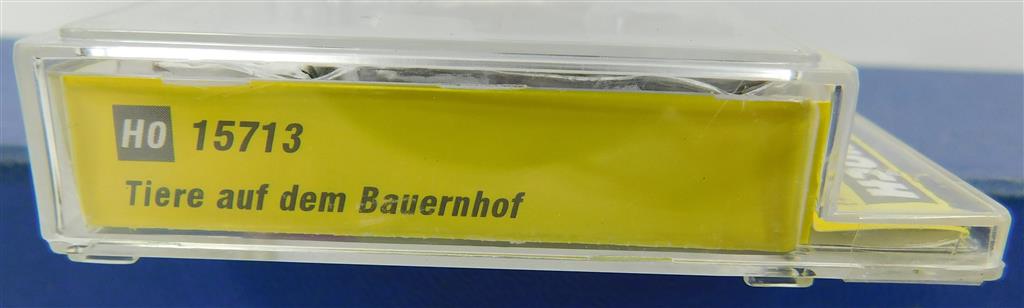 HO 15713
Tiere auf dem Bauernhof